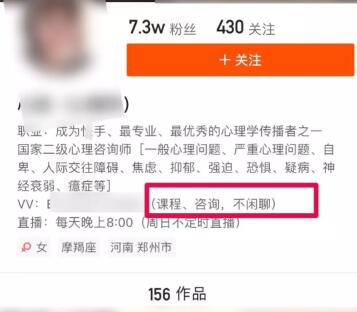 7.3w 粉丝 430 关注
+ 关注
)
职业：成为快手、最专业、最优秀的心理学传播者之一
国家二级心理咨询师 [一般心理问题、严重心理问题、自
卑、人际交往障碍、焦虑、抑郁、强迫、恐惧、疑病、神
经衰弱、癔症等]
VV：（课程、咨询，不闲聊）
直播：每天晚上8:00（周日不定时直播）
女 摩羯座 河南 郑州市
156 作品